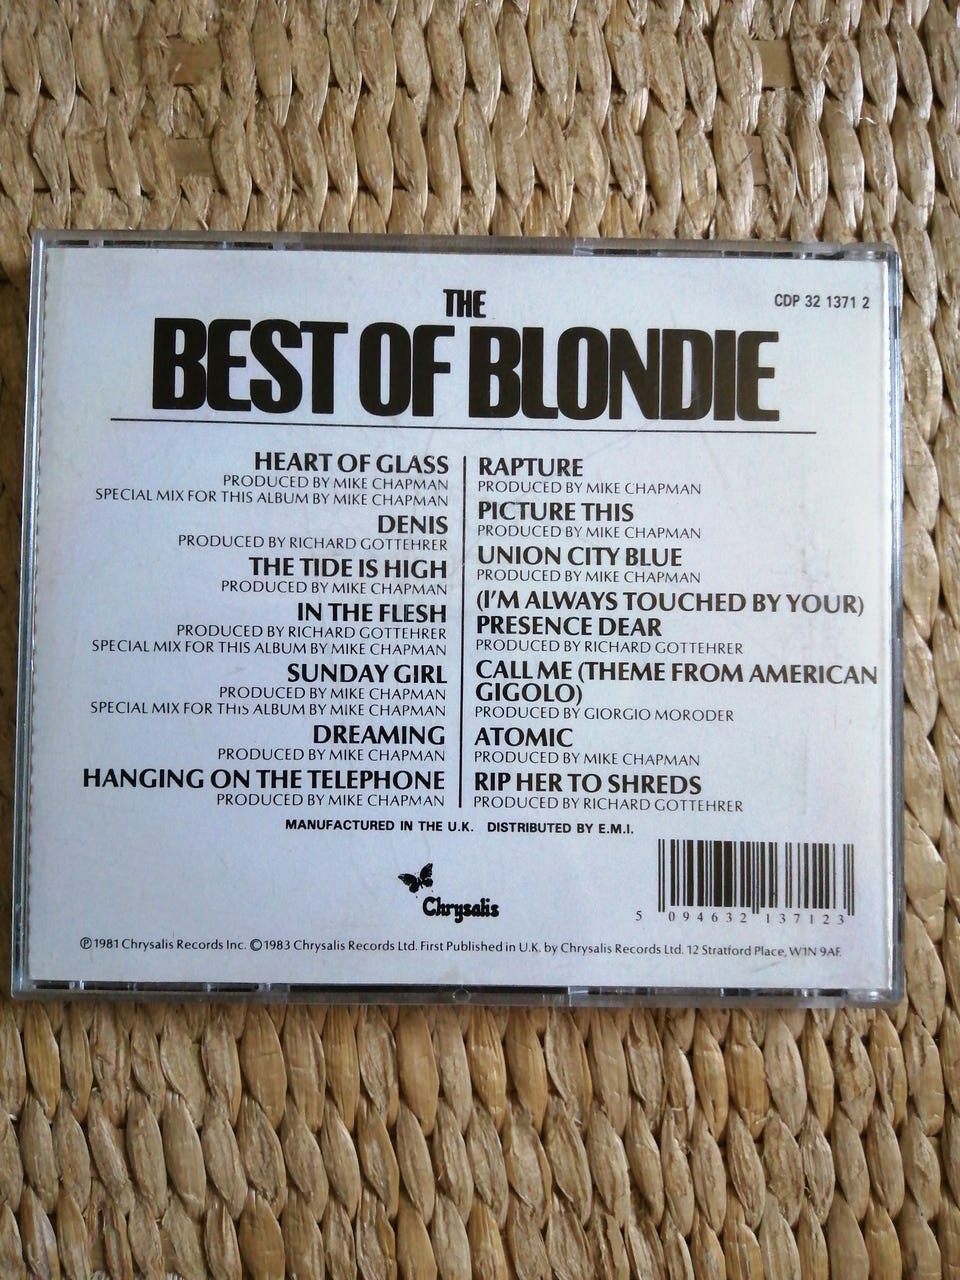 THE
CDP 32 1371 2
BEST OF BLONDIE
HEART OF GLASS
PRODUCED BY MIKE CHAPMAN
SPECIAL MIX FOR THIS ALBUM BY MIKE CHAPMAN
DENIS
PRODUCED BY RICHARD GOTTEHRER
THE TIDE IS HIGH
PRODUCED BY MIKE CHAPMAN
IN THE FLESH
PRODUCED BY RICHARD GOTTEHRER
SPECIAL MIX FOR THIS ALBUM BY MIKE CHAPMAN
SUNDAY GIRL
PRODUCED BY MIKE CHAPMAN
SPECIAL MIX FOR THIS ALBUM BY MIKE CHAPMAN
DREAMING
PRODUCED BY MIKE CHAPMAN
HANGING ON THE TELEPHONE
PRODUCED BY MIKE CHAPMAN
RAPTURE
PRODUCED BY MIKE CHAPMAN
PICTURE THIS
PRODUCED BY MIKE CHAPMAN
UNION CITY BLUE
PRODUCED BY MIKE CHAPMAN
(I'M ALWAYS TOUCHED BY YOUR)
PRESENCE DEAR
PRODUCED BY RICHARD GOTTEHRER
CALL ME (THEME FROM AMERICAN
GIGOLO)
PRODUCED BY GIORGIO MORODER
ATOMIC
PRODUCED BY MIKE CHAPMAN
RIP HER TO SHREDS
PRODUCED BY RICHARD GOTTEHRER
MANUFACTURED IN THE U.K. DISTRIBUTED BY E.M.I.
Chrysalis
5 094632 137123
℗1981 Chrysalis Records Inc. ©1983 Chrysalis Records Ltd. First Published in U.K. by Chrysalis Records Ltd. 12 Stratford Place, W1N 9AF.